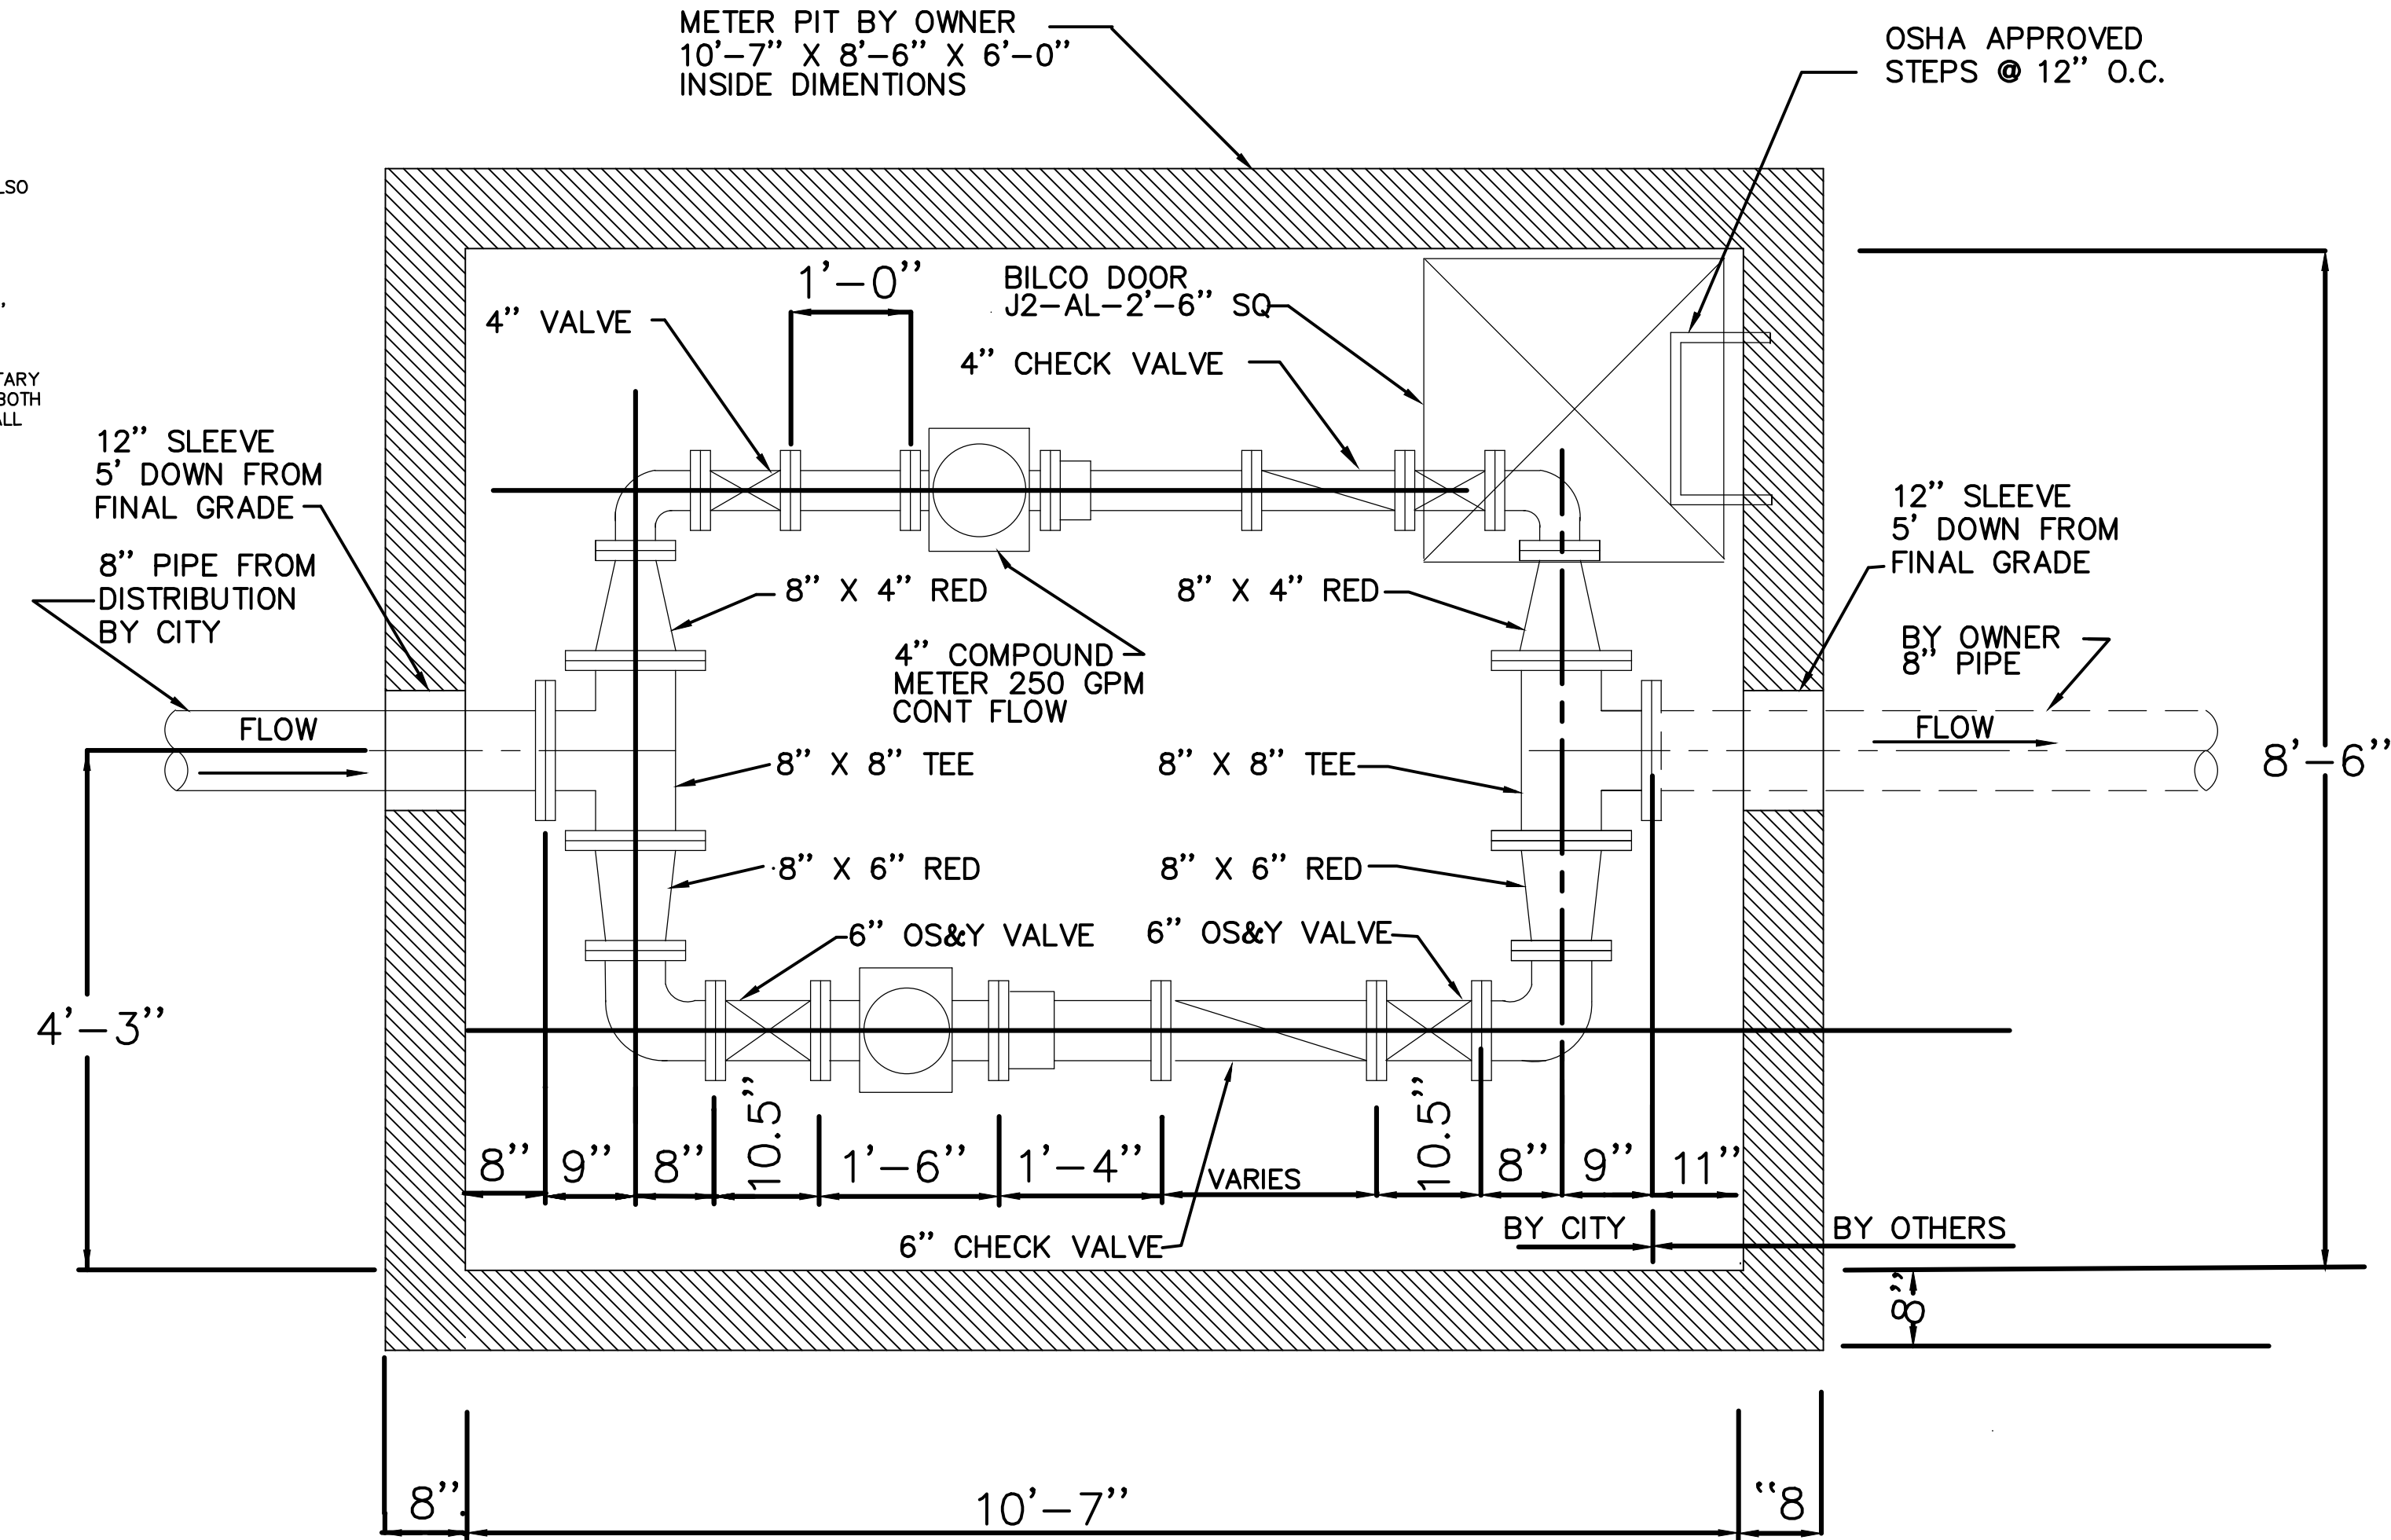 METER PIT BY OWNER
10'-7" X 8'-6" X 6'-0"
INSIDE DIMENTIONS
OSHA APPROVED
STEPS @ 12" O.C.
LSO
BOTH
ALL
1'-0"
4" VALVE
BILCO DOOR
J2-AL-2'-6" SQ
4" CHECK VALVE
12" SLEEVE
5' DOWN FROM
FINAL GRADE
8" PIPE FROM
DISTRIBUTION
BY CITY
FLOW
12" SLEEVE
5' DOWN FROM
FINAL GRADE
BY OWNER
8" PIPE
FLOW
8" X 4" RED
8" X 4" RED
4" COMPOUND
METER 250 GPM
CONT FLOW
8" X 8" TEE
8" X 8" TEE
8'-6"
8" X 6" RED
8" X 6" RED
6" OS&Y VALVE
6" OS&Y VALVE
4'-3"
8"
9"
8"
10.5"
1'-6"
1'-4"
VARIES
10.5"
8"
9"
11"
6" CHECK VALVE
BY CITY
BY OTHERS
8"
8"
10'-7"
"8